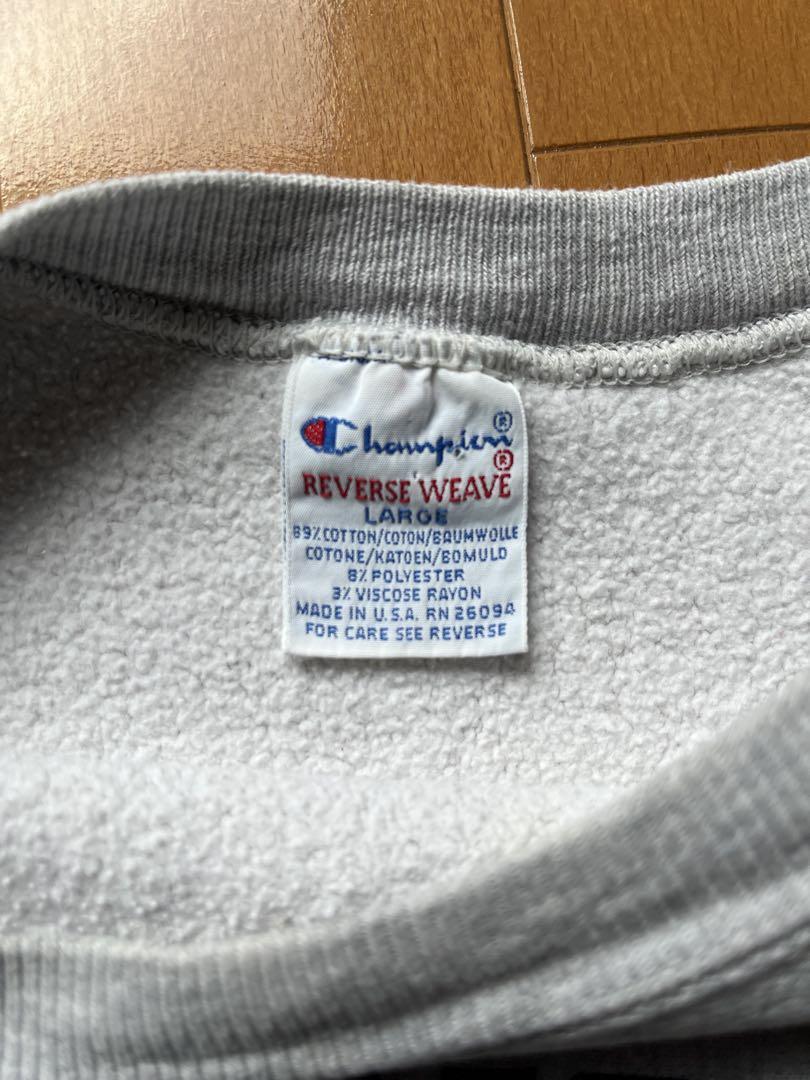 Champion®
REVERSE WEAVE®
LARGE
89% COTTON/COTON/BAUMWOLLE
COTONE/KATOEN/BOMULD
8% POLYESTER
3% VISCOSE RAYON
MADE IN U.S.A. RN 26094
FOR CARE SEE REVERSE